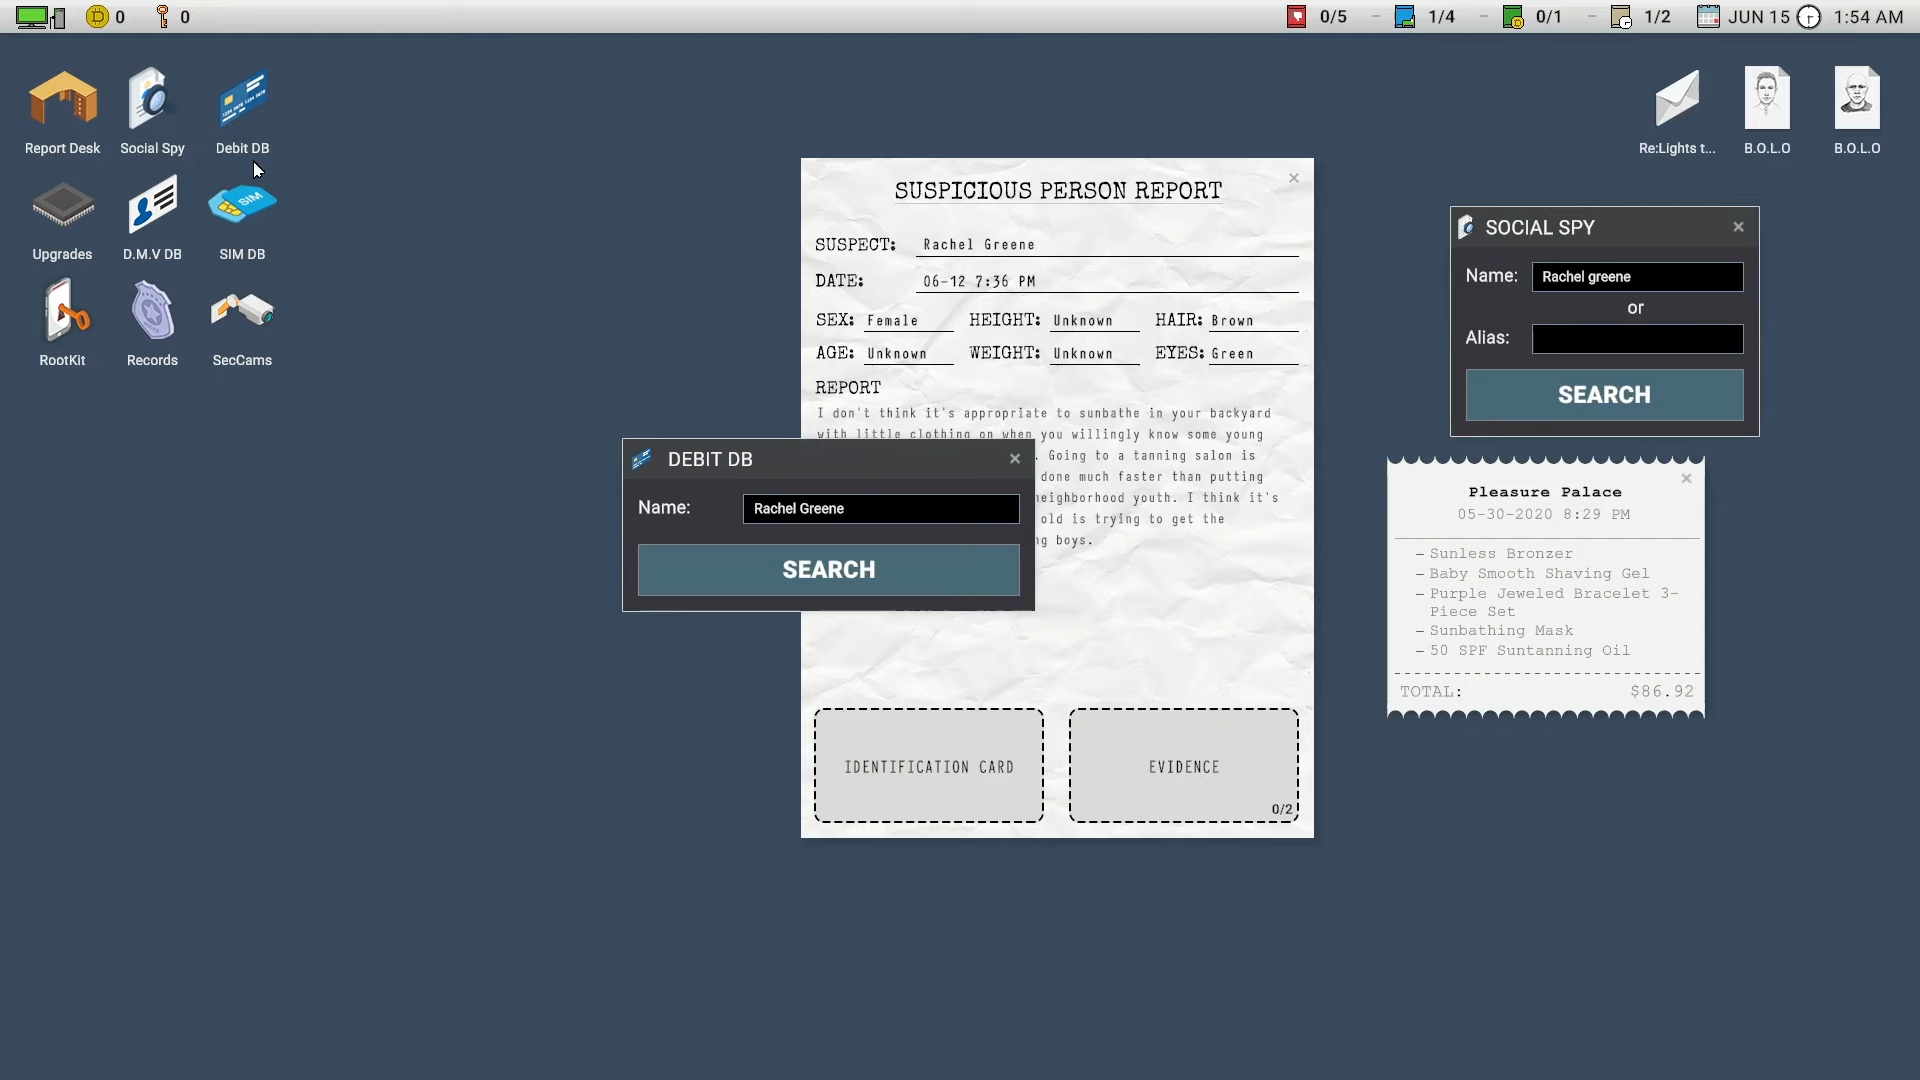 0
0
0/5
1/4
0/1
1/2
JUN 15
1:54 AM
Report Desk
Social Spy
Debit DB
Upgrades
D.M.V DB
SIM DB
RootKit
Records
SecCams
Re:Lights t...
B.O.L.O
B.O.L.O
SUSPICIOUS PERSON REPORT
SUSPECT: Rachel Greene
DATE: 06-12 7:36 PM
SEX: Female HEIGHT: Unknown HAIR: Brown
AGE: Unknown WEIGHT: Unknown EYES: Green
REPORT
I don't think it's appropriate to sunbathe in your backyard
with little clothing on when you willingly know some young
. Going to a tanning salon is
done much faster than putting
neighborhood youth. I think it's
old is trying to get the
ng boys.
IDENTIFICATION CARD
EVIDENCE
0/2
DEBIT DB
Name: Rachel Greene
SEARCH
SOCIAL SPY
Name: Rachel greene
or
Alias:
SEARCH
Pleasure Palace
05-30-2020 8:29 PM
- Sunless Bronzer
- Baby Smooth Shaving Gel
- Purple Jeweled Bracelet 3-
Piece Set
- Sunbathing Mask
- 50 SPF Suntanning Oil
TOTAL: $86.92